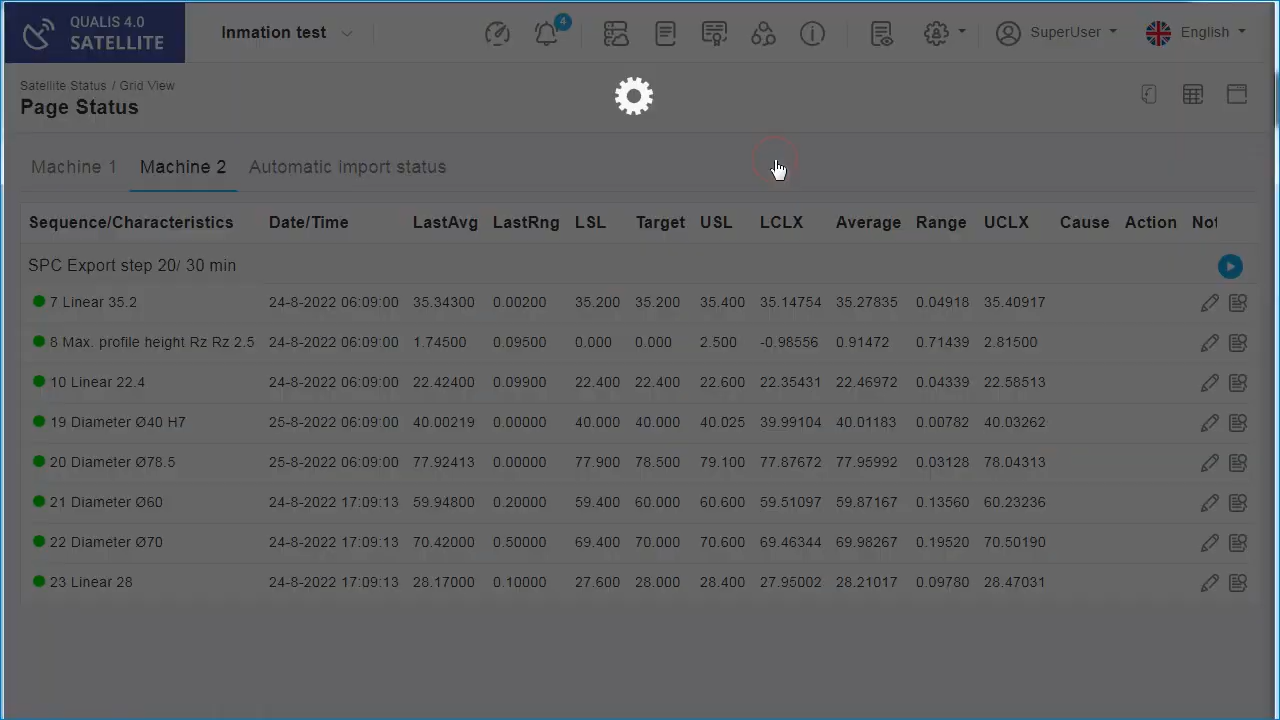 QUALIS 4.0
SATELLITE
Inmation test
4
SuperUser
English
Satellite Status / Grid View
Page Status
Machine 1 Machine 2 Automatic import status
Sequence/Characteristics Date/Time LastAvg LastRng LSL Target USL LCLX Average Range UCLX Cause Action Not
SPC Export step 20/ 30 min
7 Linear 35.2 24-8-2022 06:09:00 35.34300 0.00200 35.200 35.200 35.400 35.14754 35.27835 0.04918 35.40917
8 Max. profile height Rz Rz 2.5 24-8-2022 06:09:00 1.74500 0.09500 0.000 0.000 2.500 -0.98556 0.91472 0.71439 2.81500
10 Linear 22.4 24-8-2022 06:09:00 22.42400 0.09900 22.400 22.400 22.600 22.35431 22.46972 0.04339 22.58513
19 Diameter Ø40 H7 25-8-2022 06:09:00 40.00219 0.00000 40.000 40.000 40.025 39.99104 40.01183 0.00782 40.03262
20 Diameter Ø78.5 25-8-2022 06:09:00 77.92413 0.00000 77.900 78.500 79.100 77.87672 77.95992 0.03128 78.04313
21 Diameter Ø60 24-8-2022 17:09:13 59.94800 0.20000 59.400 60.000 60.600 59.51097 59.87167 0.13560 60.23236
22 Diameter Ø70 24-8-2022 17:09:13 70.42000 0.50000 69.400 70.000 70.600 69.46344 69.98267 0.19520 70.50190
23 Linear 28 24-8-2022 17:09:13 28.17000 0.10000 27.600 28.000 28.400 27.95002 28.21017 0.09780 28.47031